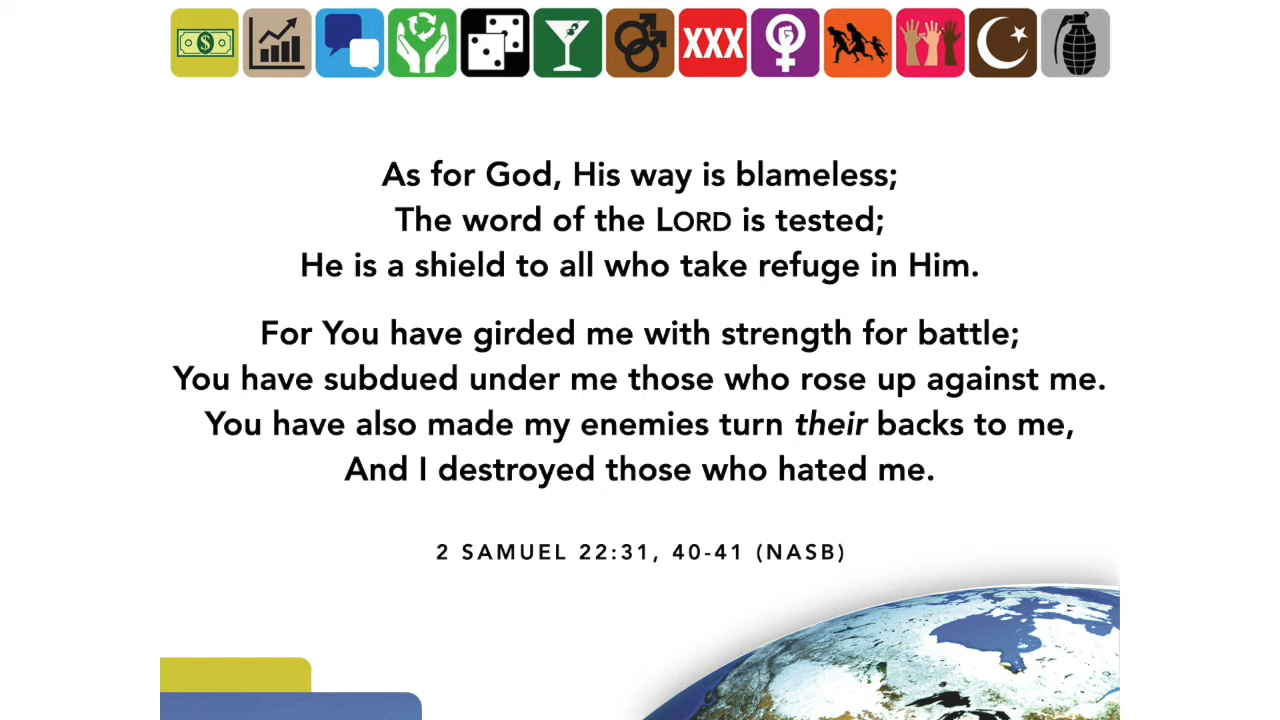 $
XXX
As for God, His way is blameless;
The word of the LORD is tested;
He is a shield to all who take refuge in Him.
For You have girded me with strength for battle;
You have subdued under me those who rose up against me.
You have also made my enemies turn their backs to me,
And I destroyed those who hated me.
2 SAMUEL 22:31, 40-41 (NASB)